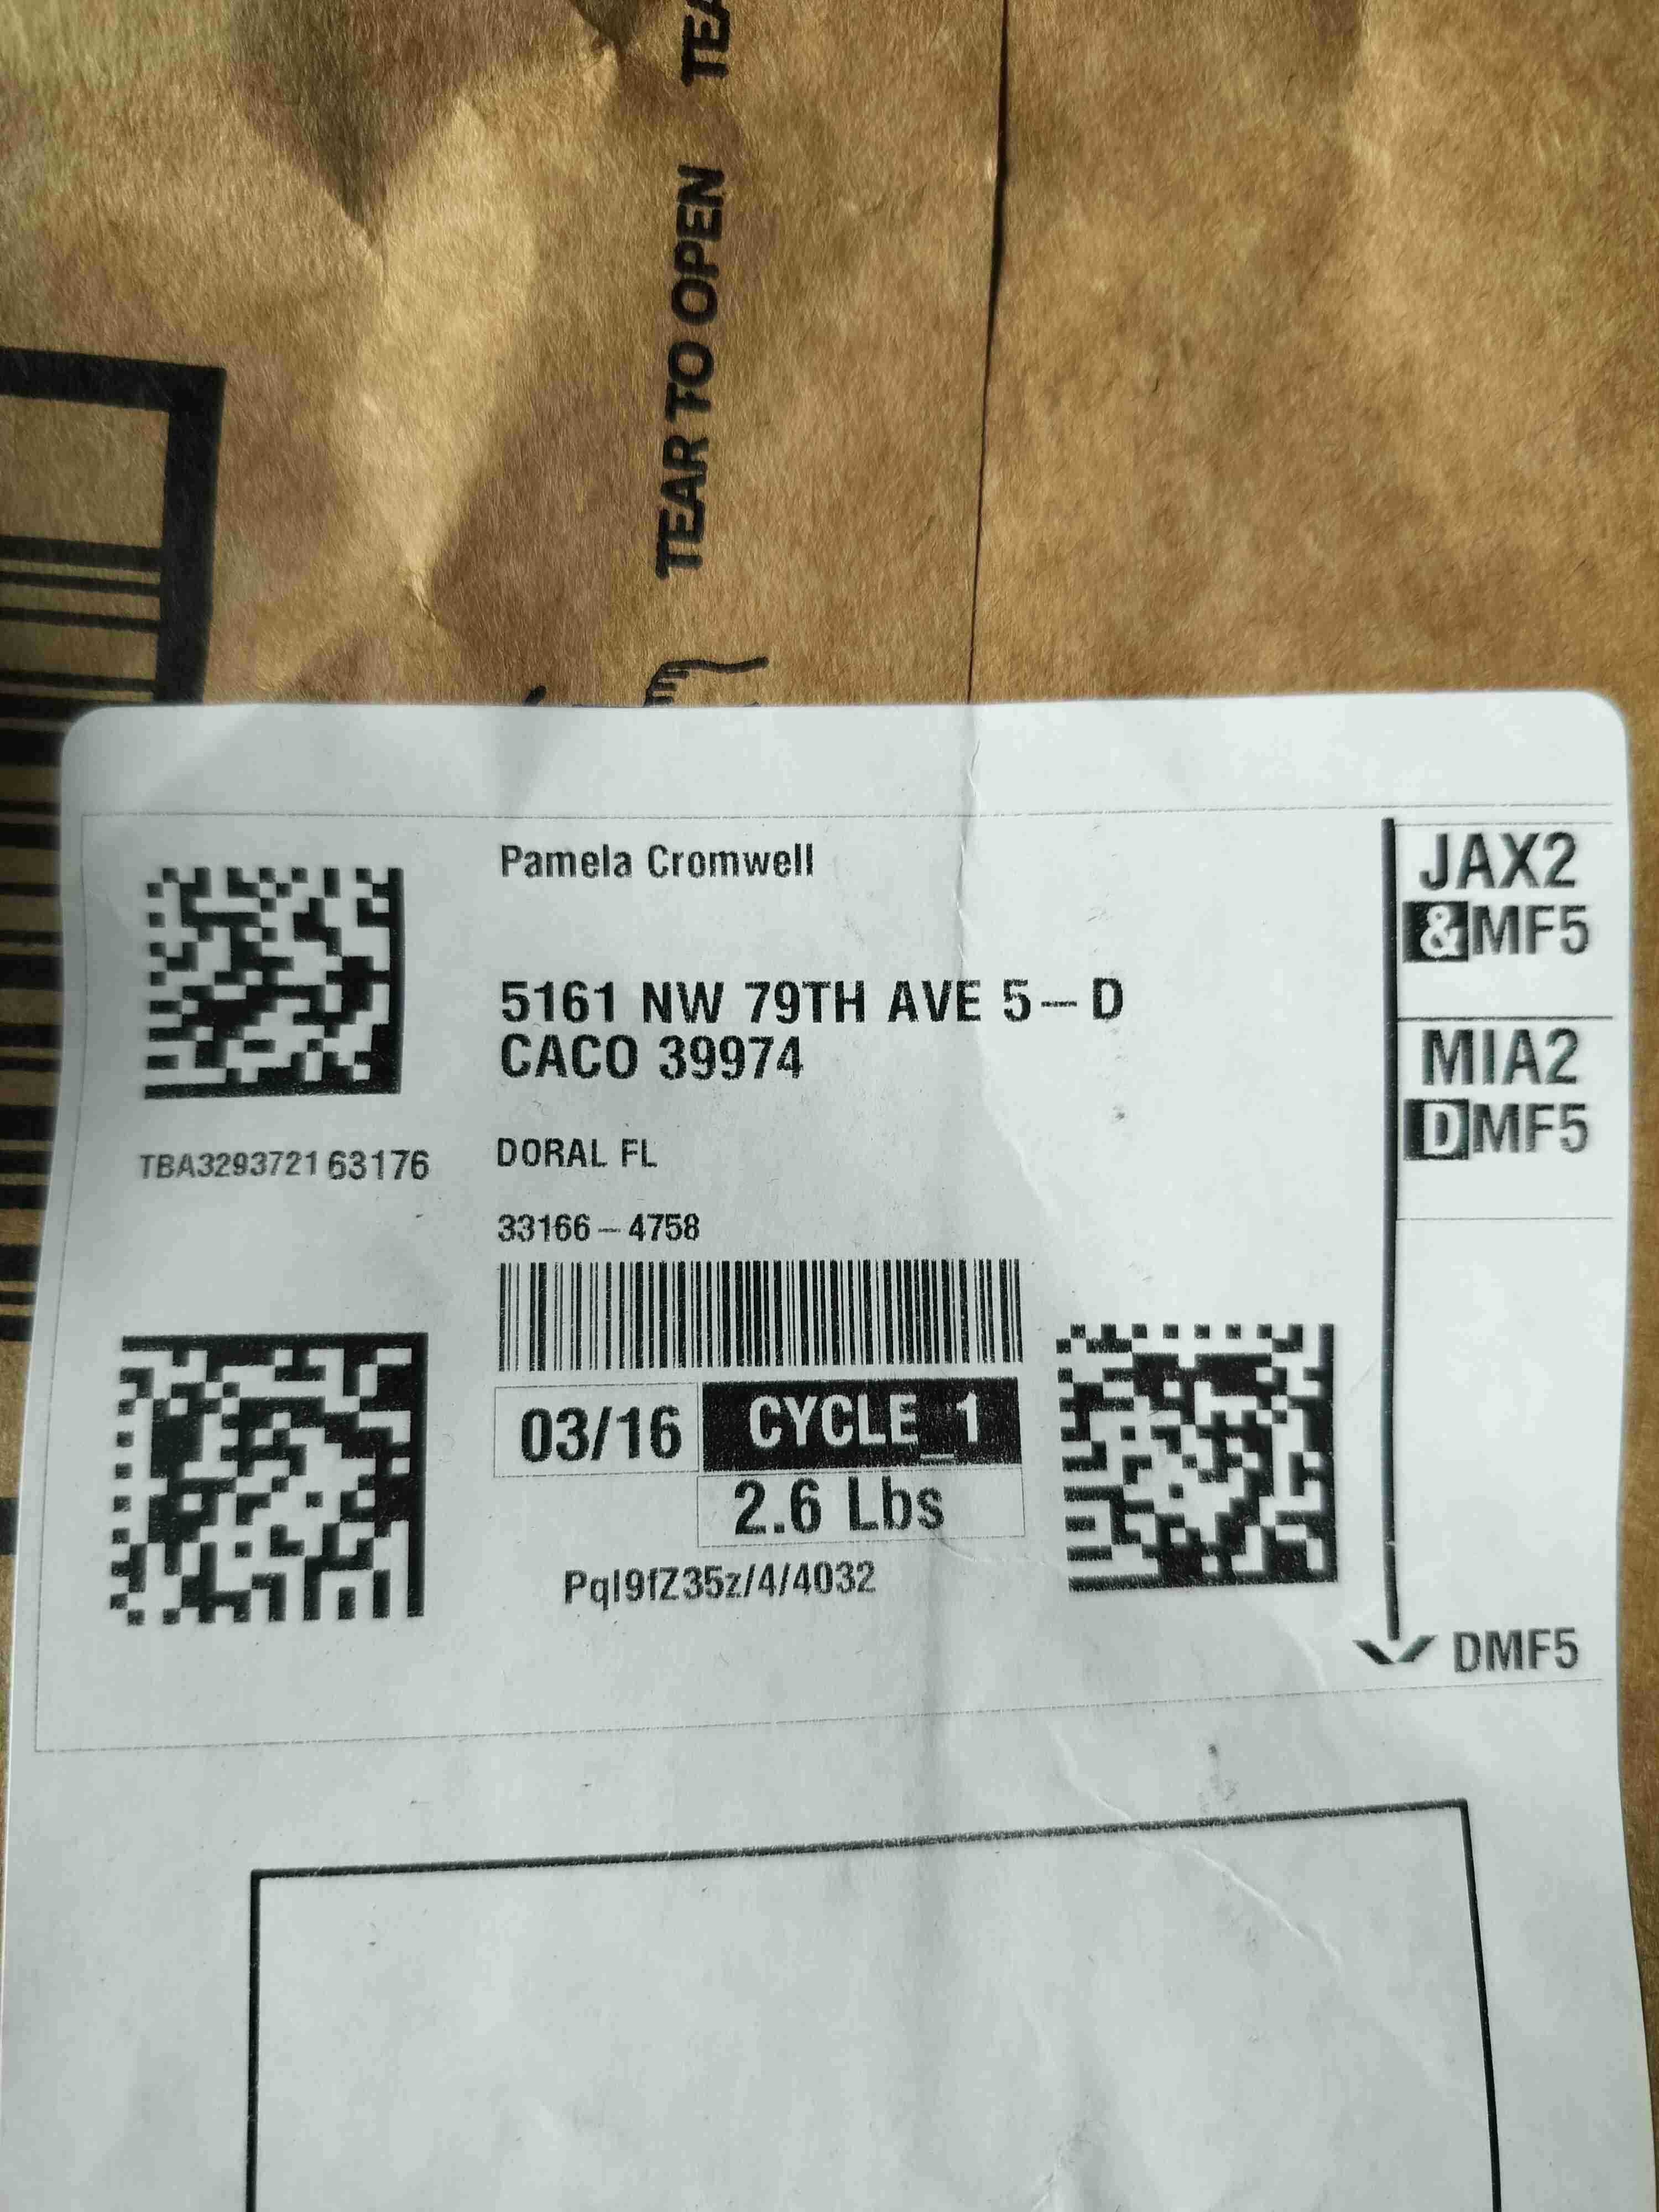 TEAR TO OPEN TEA
Pamela Cromwell
5161 NW 79TH AVE 5-D
CACO 39974
DORAL FL
33166-4758
TBA329372163176
03/16
CYCLE_1
2.6 Lbs
PqI9fZ35z/4/4032
JAX2
&MF5
MIA2
DMF5
DMF5